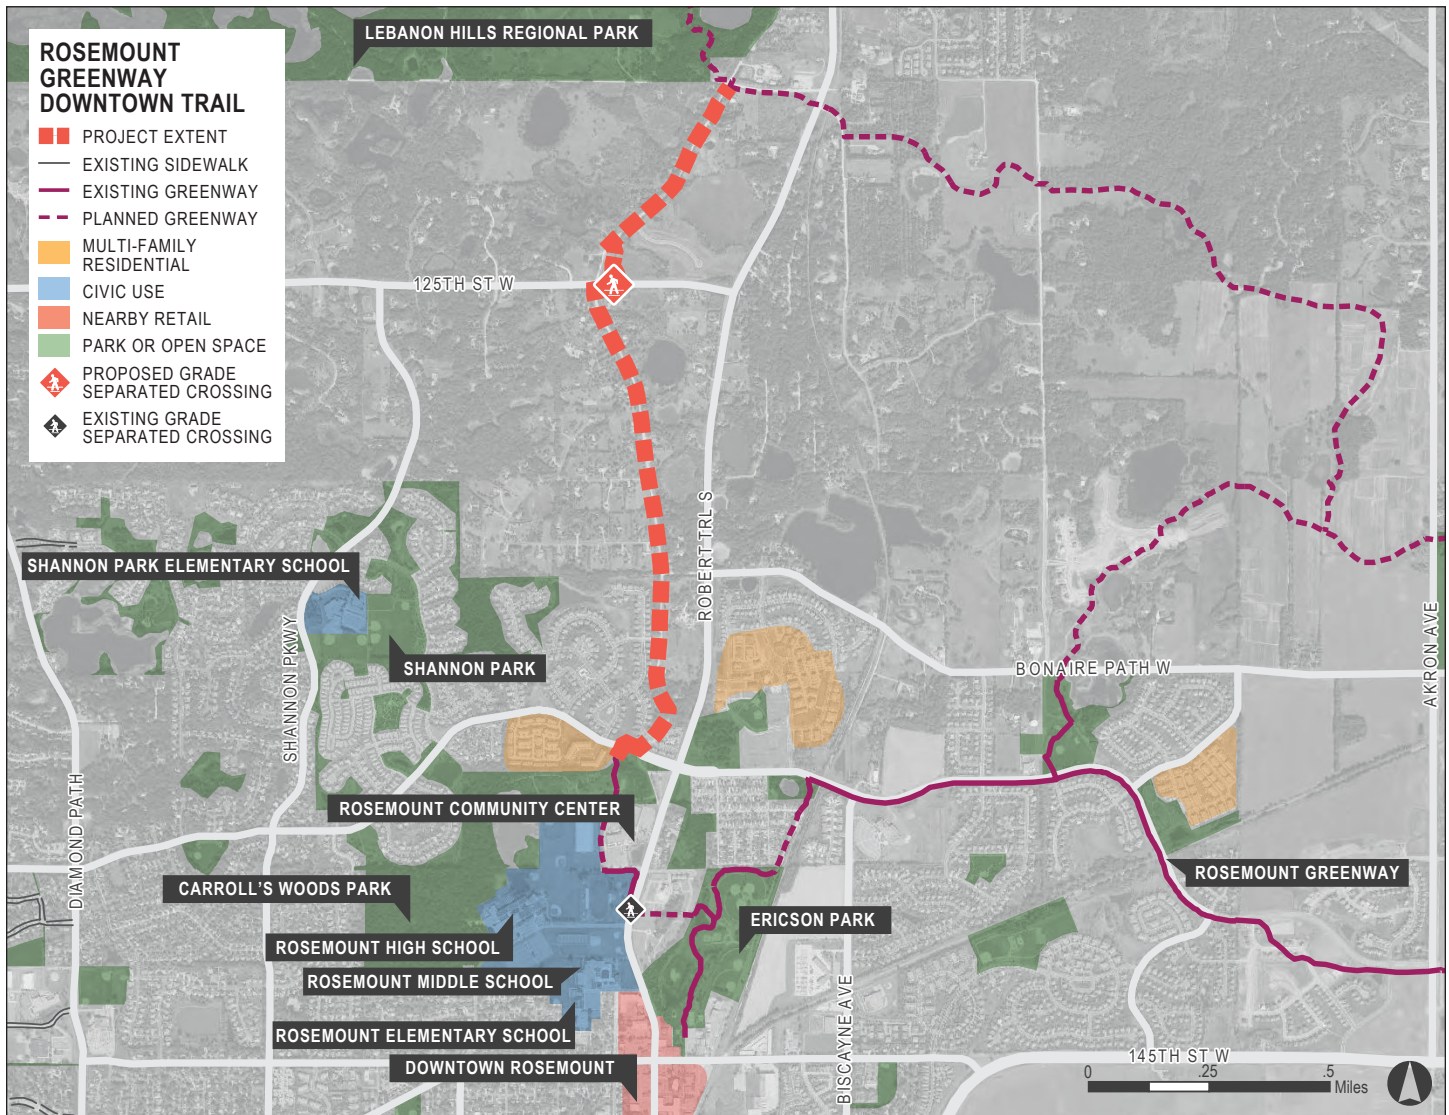 LEBANON HILLS REGIONAL PARK
ROSEMOUNT
GREENWAY
DOWNTOWN TRAIL
PROJECT EXTENT
EXISTING SIDEWALK
EXISTING GREENWAY
PLANNED GREENWAY
MULTI-FAMILY
RESIDENTIAL
CIVIC USE
NEARBY RETAIL
PARK OR OPEN SPACE
PROPOSED GRADE
SEPARATED CROSSING
EXISTING GRADE
SEPARATED CROSSING
125TH ST W
ROBERT TRL S
SHANNON PARK ELEMENTARY SCHOOL
SHANNON PKWY
SHANNON PARK
BONAIRE PATH W
AKRON AVE
DIAMOND PATH
ROSEMOUNT COMMUNITY CENTER
CARROLL'S WOODS PARK
ROSEMOUNT GREENWAY
ERICSON PARK
ROSEMOUNT HIGH SCHOOL
ROSEMOUNT MIDDLE SCHOOL
ROSEMOUNT ELEMENTARY SCHOOL
DOWNTOWN ROSEMOUNT
BISCAYNE AVE
145TH ST W
0 .25 .5
Miles